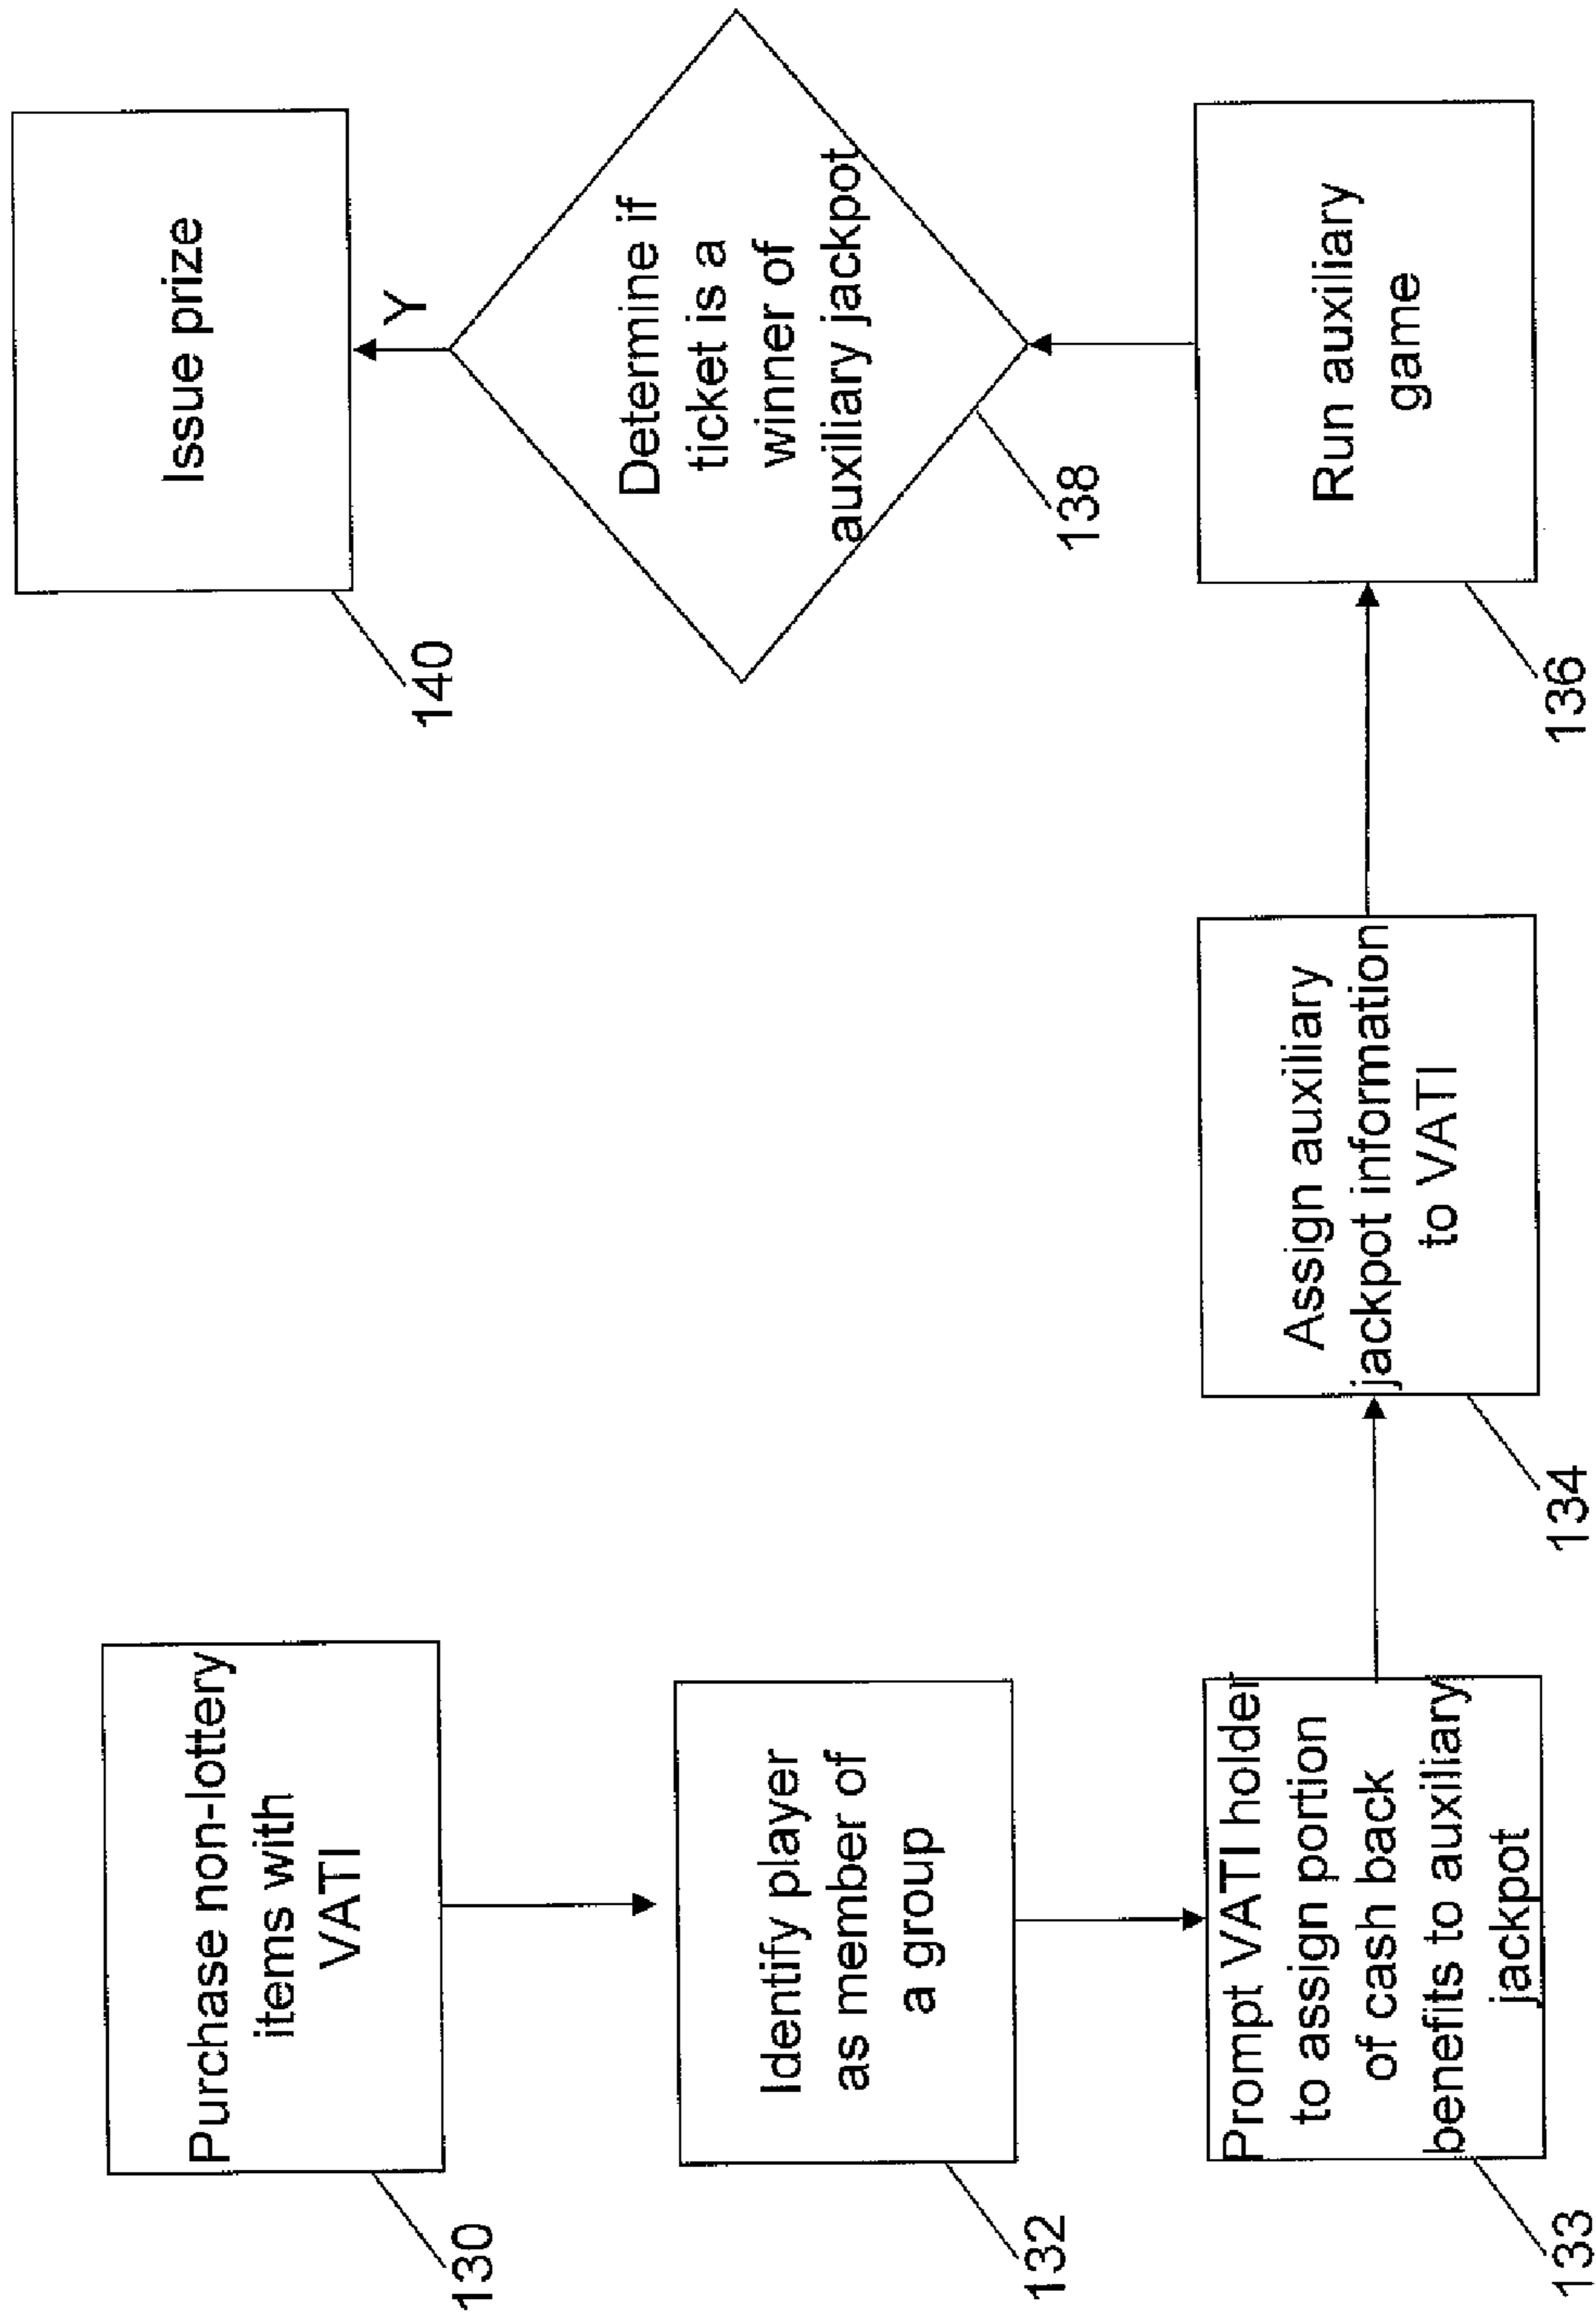 Purchase non-lottery
items with
VATI
130
Identify player
as member of
a group
132
Prompt VATI holder
to assign portion
of cash back
benefits to auxiliary
jackpot
133
Assign auxiliary
jackpot information
to VATI
134
Run auxiliary
game
136
Determine if
ticket is a
winner of
auxiliary jackpot
138
Y
Issue prize
140